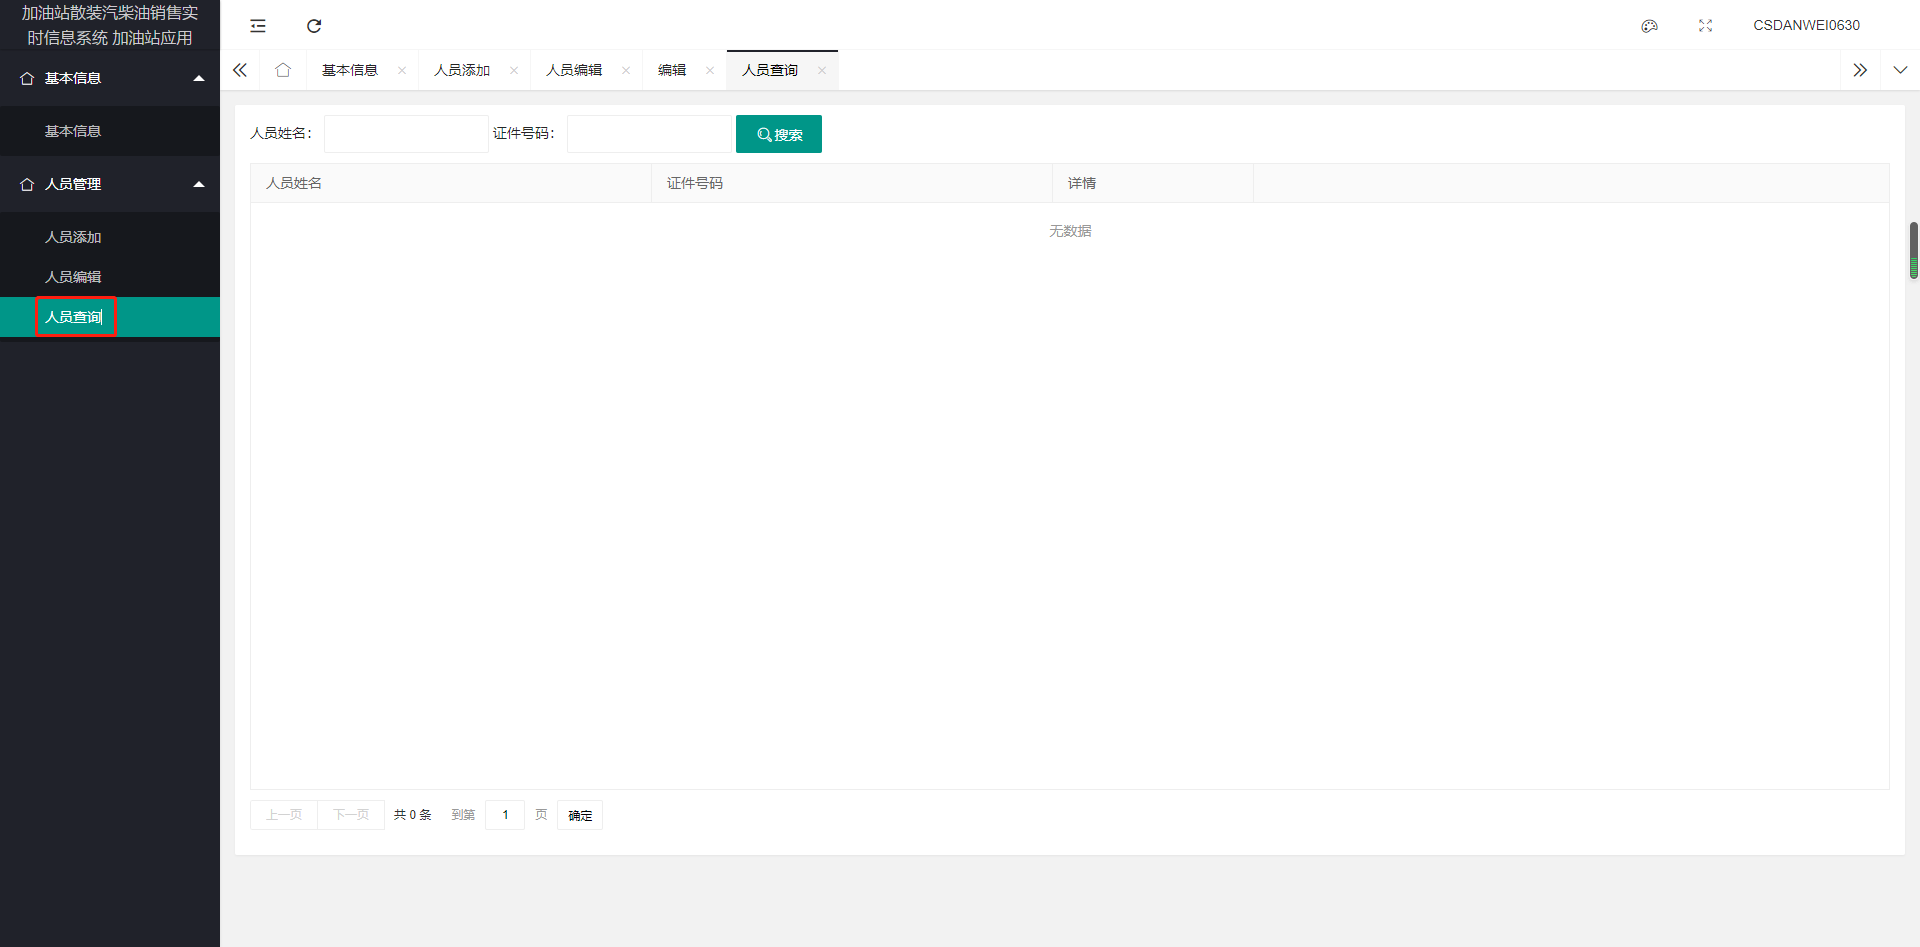 加油站散装汽柴油销售实
时信息系统 加油站应用
CSDANWEI0630
基本信息
基本信息
人员管理
人员添加
人员编辑
人员查询
基本信息 人员添加 人员编辑 编辑 人员查询
人员姓名： 证件号码： 搜索
人员姓名 证件号码 详情
无数据
上一页 下一页 共 0 条 到第 1 页 确定